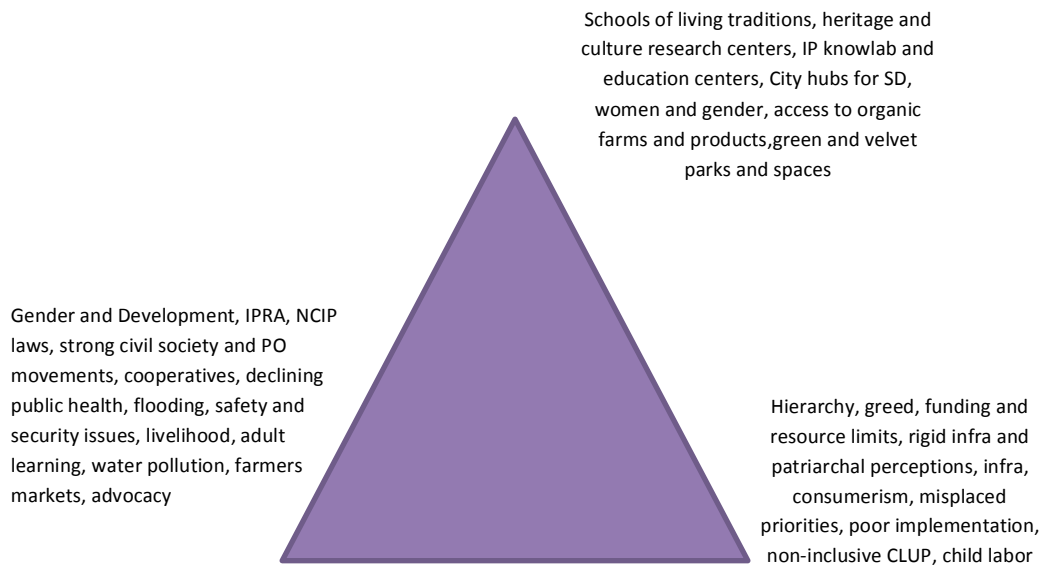 Schools of living traditions, heritage and
culture research centers, IP knowlab and
education centers, City hubs for SD,
women and gender, access to organic
farms and products,green and velvet
parks and spaces
Gender and Development, IPRA, NCIP
laws, strong civil society and PO
movements, cooperatives, declining
public health, flooding, safety and
security issues, livelihood, adult
learning, water pollution, farmers
markets, advocacy
Hierarchy, greed, funding and
resource limits, rigid infra and
patriarchal perceptions, infra,
consumerism, misplaced
priorities, poor implementation,
non-inclusive CLUP, child labor